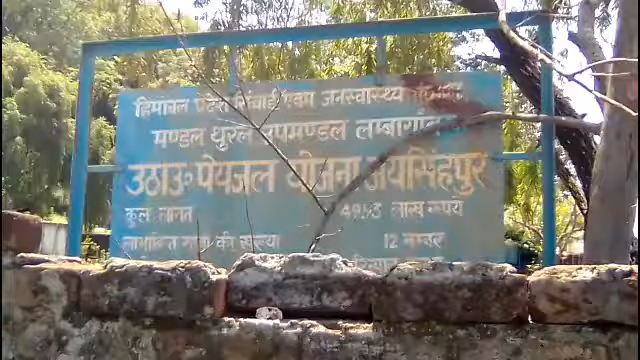 हिमाचल प्रदेश सिंचाई एवम जनस्वास्थ्य
मण्डल थुरल उपमण्डल लम्बागांव
उठाऊ पेयजल योजना जयसिंहपुर
कुल लागत 49.53 लाख रूपये
लाभान्वित गांवों की संख्या 12 नम्बर